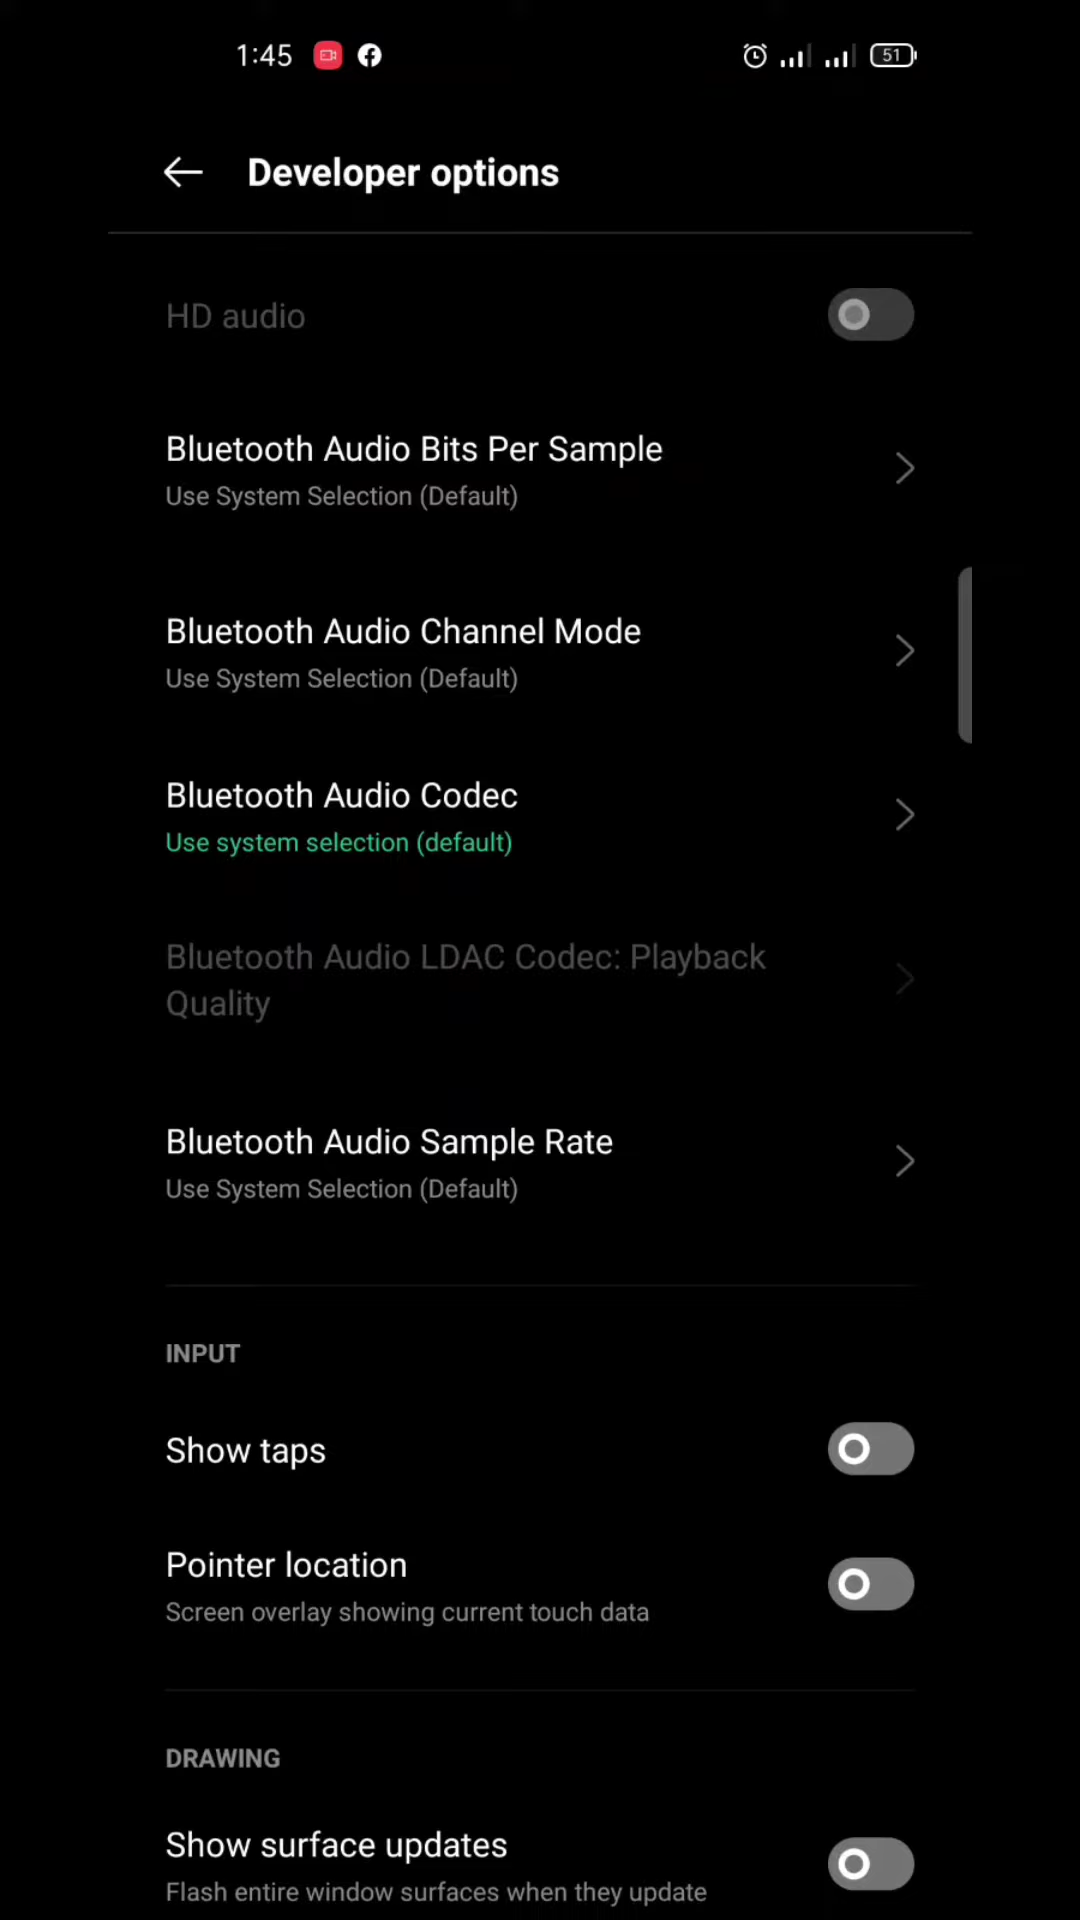 1:45
51
Developer options
HD audio
Bluetooth Audio Bits Per Sample
Use System Selection (Default)
Bluetooth Audio Channel Mode
Use System Selection (Default)
Bluetooth Audio Codec
Use system selection (default)
Bluetooth Audio LDAC Codec: Playback
Quality
Bluetooth Audio Sample Rate
Use System Selection (Default)
INPUT
Show taps
Pointer location
Screen overlay showing current touch data
DRAWING
Show surface updates
Flash entire window surfaces when they update